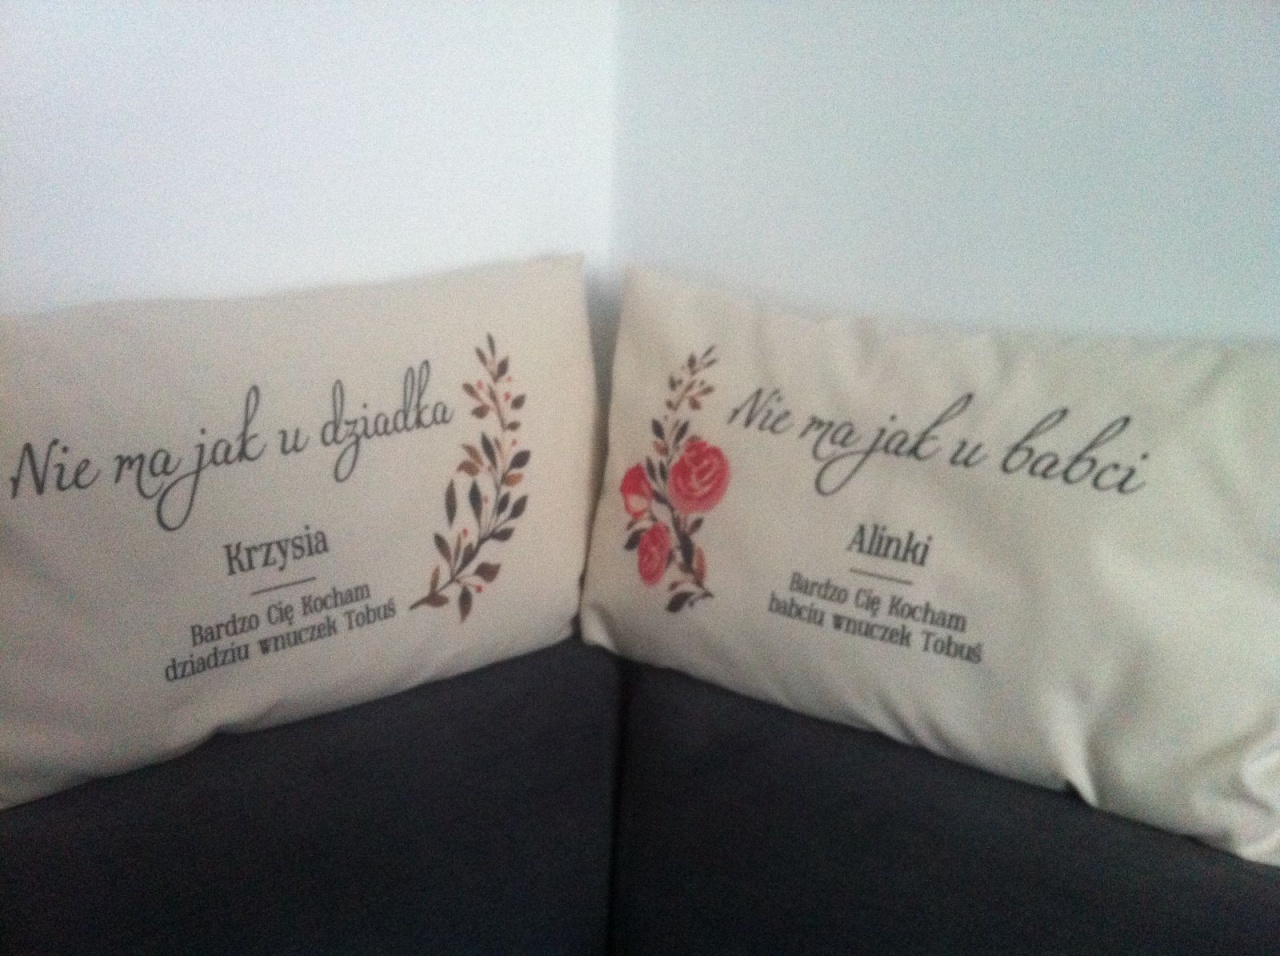 Nie ma jak u dziadka
Krzysia
Bardzo Cię Kocham
dziadziu wnuczek Tobuś
Nie ma jak u babci
Alinki
Bardzo Cię Kocham
babciu wnuczek Tobuś